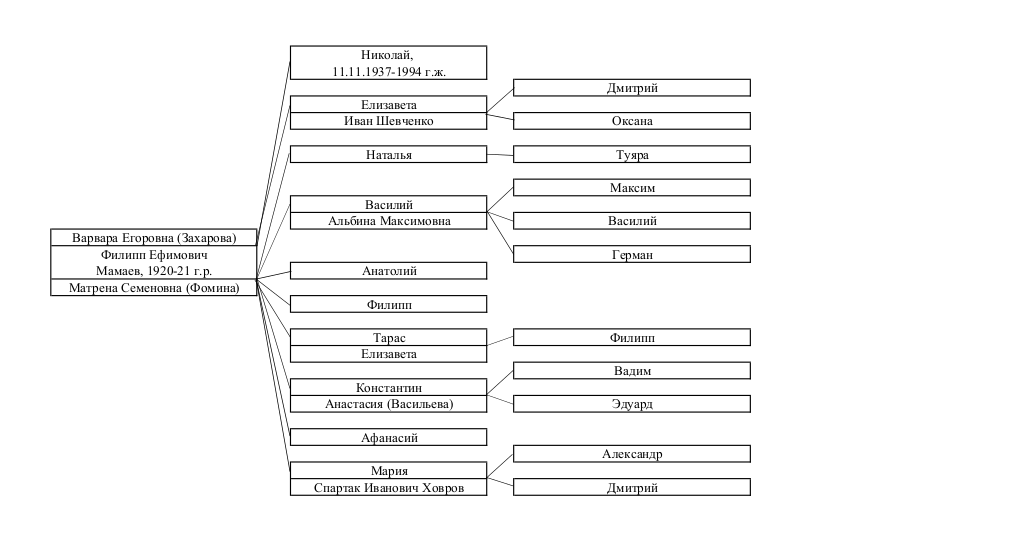 Варвара Егоровна (Захарова)
Филипп Ефимович
Мамаев, 1920-21 г.р.
Матрена Семеновна (Фомина)
Николай,
11.11.1937-1994 г.ж.
Елизавета
Иван Шевченко
Наталья
Василий
Альбина Максимовна
Анатолий
Филипп
Тарас
Елизавета
Константин
Анастасия (Васильева)
Афанасий
Мария
Спартак Иванович Ховров
Дмитрий
Оксана
Туяра
Максим
Василий
Герман
Филипп
Вадим
Эдуард
Александр
Дмитрий